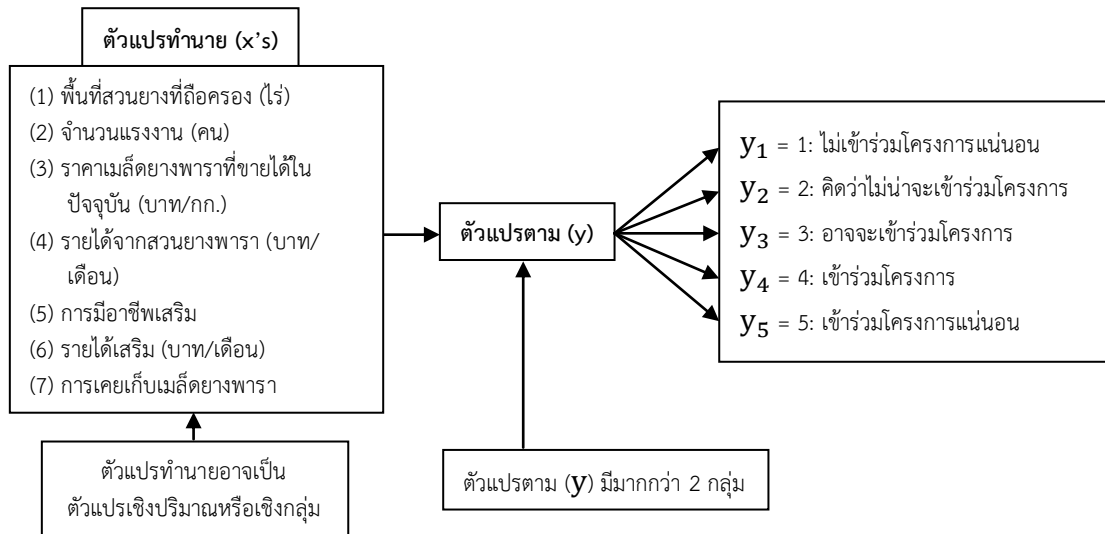 ตัวแปรทำนาย (x's)
(1) พื้นที่สวนยางที่ถือครอง (ไร่)
(2) จำนวนแรงงาน (คน)
(3) ราคาเมล็ดยางพาราที่ขายได้ใน
ปัจจุบัน (บาท/กก.)
(4) รายได้จากสวนยางพารา (บาท/
เดือน)
(5) การมีอาชีพเสริม
(6) รายได้เสริม (บาท/เดือน)
(7) การเคยเก็บเมล็ดยางพารา
ตัวแปรทำนายอาจเป็น
ตัวแปรเชิงปริมาณหรือเชิงกลุ่ม
ตัวแปรตาม (y)
ตัวแปรตาม (y) มีมากกว่า 2 กลุ่ม
y₁ = 1: ไม่เข้าร่วมโครงการแน่นอน
y₂ = 2: คิดว่าไม่น่าจะเข้าร่วมโครงการ
y₃ = 3: อาจจะเข้าร่วมโครงการ
y₄ = 4: เข้าร่วมโครงการ
y₅ = 5: เข้าร่วมโครงการแน่นอน